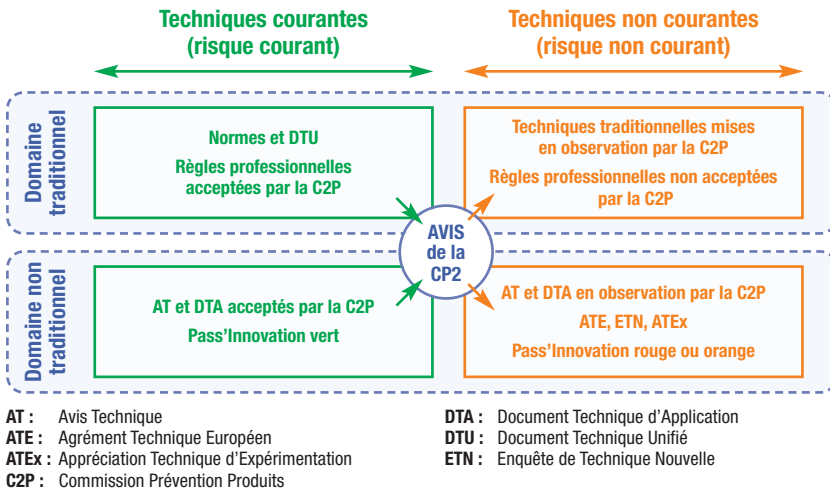 Techniques courantes
(risque courant)
Techniques non courantes
(risque non courant)
Domaine
traditionnel
Normes et DTU
Règles professionnelles
acceptées par la C2P
Techniques traditionnelles mises
en observation par la C2P
Règles professionnelles non acceptées
par la C2P
AVIS
de la
CP2
Domaine non
traditionnel
AT et DTA acceptés par la C2P
Pass'Innovation vert
AT et DTA en observation par la C2P
ATE, ETN, ATEx
Pass'Innovation rouge ou orange
AT : Avis Technique
ATE : Agrément Technique Européen
ATEx : Appréciation Technique d'Expérimentation
C2P : Commission Prévention Produits
DTA : Document Technique d'Application
DTU : Document Technique Unifié
ETN : Enquête de Technique Nouvelle